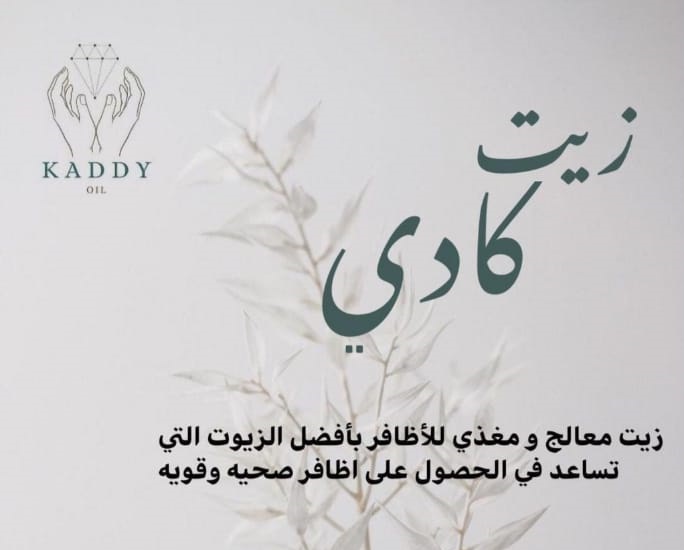 KADDY
OIL
زيت
كادي
زيت معالج و مغذي للأظافر بأفضل الزيوت التي
تساعد في الحصول على اظافر صحيه وقويه